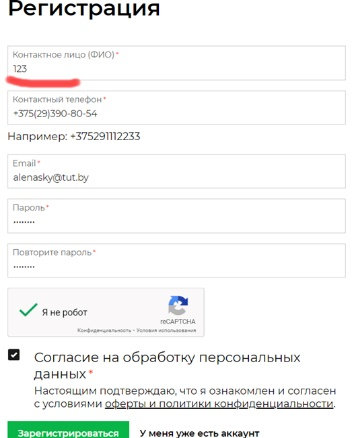 Регистрация
Контактное лицо (ФИО)*
123
Контактный телефон*
+375(29)390-80-54
Например: +375291112233
Email*
alenasky@tut.by
Пароль*
••••••••
Повторите пароль*
••••••••
Я не робот
reCAPTCHA
Конфиденциальность - Условия использования
Согласие на обработку персональных
данных *
Настоящим подтверждаю, что я ознакомлен и согласен
с условиями оферты и политики конфиденциальности.
Зарегистрироваться У меня уже есть аккаунт